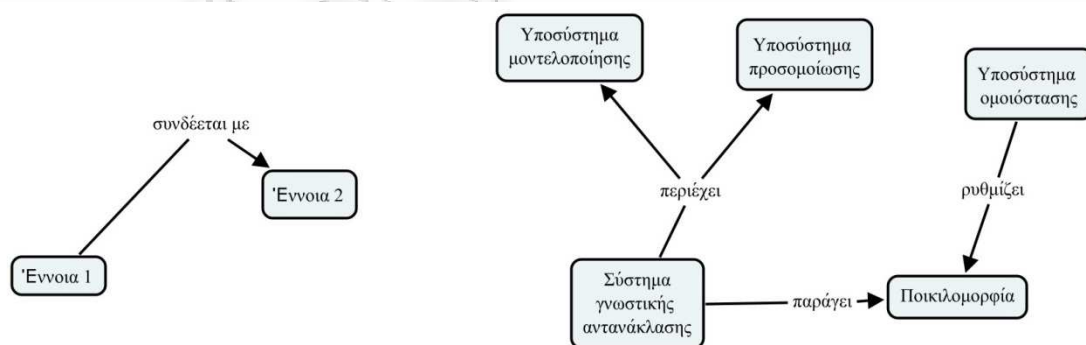 συνδέεται με
Έννοια 2
Έννοια 1
Υποσύστημα
μοντελοποίησης
Υποσύστημα
προσομοίωσης
Υποσύστημα
ομοιόστασης
περιέχει
ρυθμίζει
Σύστημα
γνωστικής
αντανάκλασης
παράγει
Ποικιλομορφία